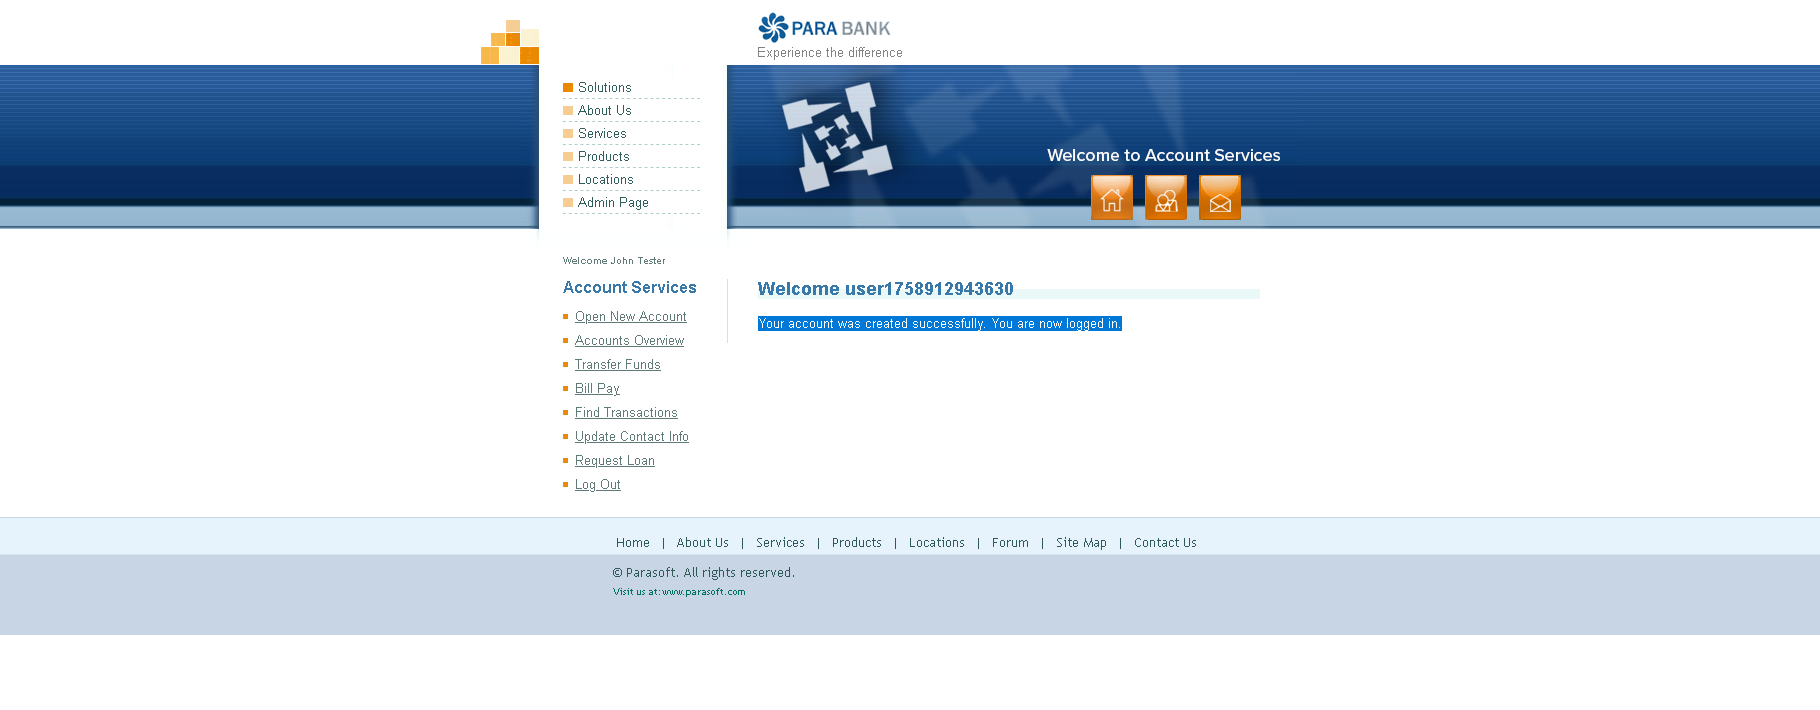 PARA BANK
Experience the difference
Solutions
About Us
Services
Products
Locations
Admin Page
Welcome to Account Services
Welcome John Tester
Account Services
Open New Account
Accounts Overview
Transfer Funds
Bill Pay
Find Transactions
Update Contact Info
Request Loan
Log Out
Welcome user1758912943630
Your account was created successfully. You are now logged in.
Home | About Us | Services | Products | Locations | Forum | Site Map | Contact Us
© Parasoft. All rights reserved.
Visit us at: www.parasoft.com